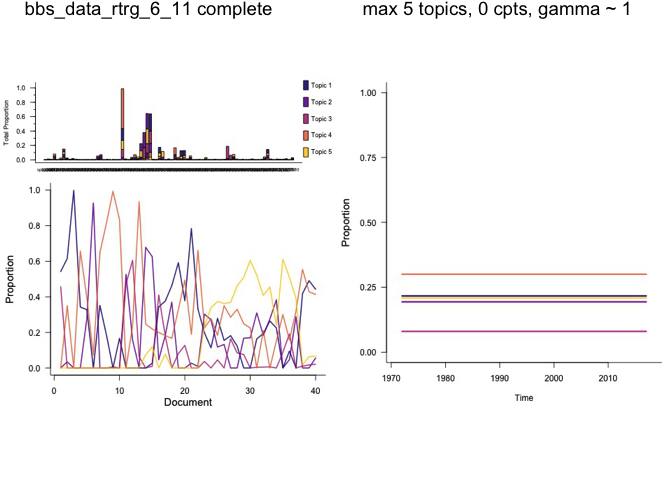 bbs_data_rtrg_6_11 complete
max 5 topics, 0 cpts, gamma ~ 1
Total Proportion
1.0
0.8
0.6
0.4
0.2
0.0
Topic 1
Topic 2
Topic 3
Topic 4
Topic 5
Proportion
1.0
0.8
0.6
0.4
0.2
0.0
0 10 20 30 40
Document
Proportion
1.00
0.75
0.50
0.25
0.00
1970 1980 1990 2000 2010
Time